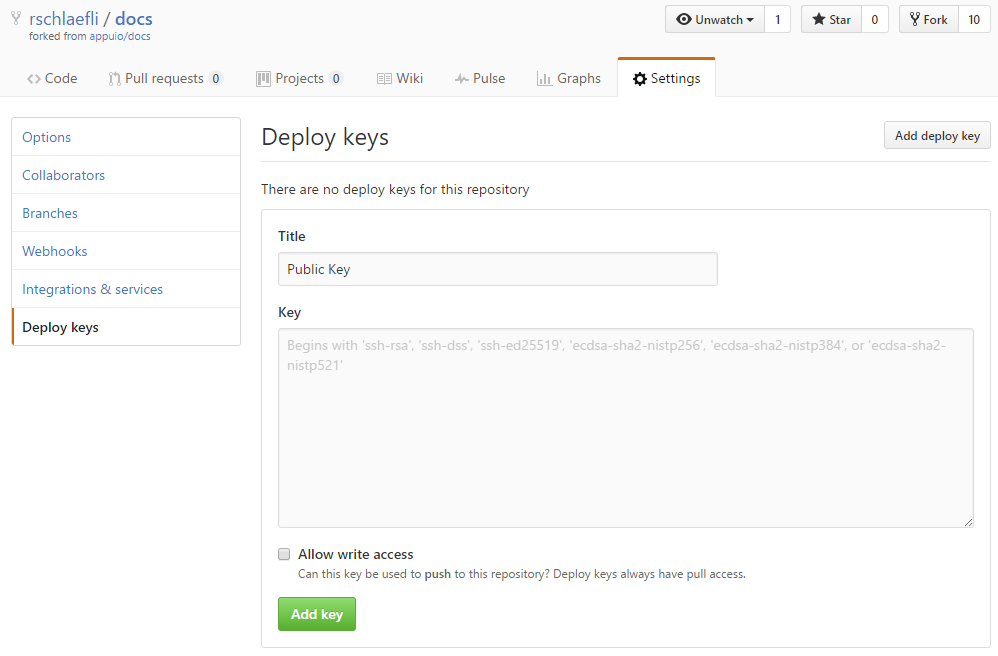 rschlaefli / docs
forked from appuio/docs
Unwatch 1 Star 0 Fork 10
Code Pull requests 0 Projects 0 Wiki Pulse Graphs Settings
Options
Collaborators
Branches
Webhooks
Integrations & services
Deploy keys
Deploy keys
Add deploy key
There are no deploy keys for this repository
Title
Public Key
Key
Begins with 'ssh-rsa', 'ssh-dss', 'ssh-ed25519', 'ecdsa-sha2-nistp256', 'ecdsa-sha2-nistp384', or 'ecdsa-sha2-
nistp521'
Allow write access
Can this key be used to push to this repository? Deploy keys always have pull access.
Add key